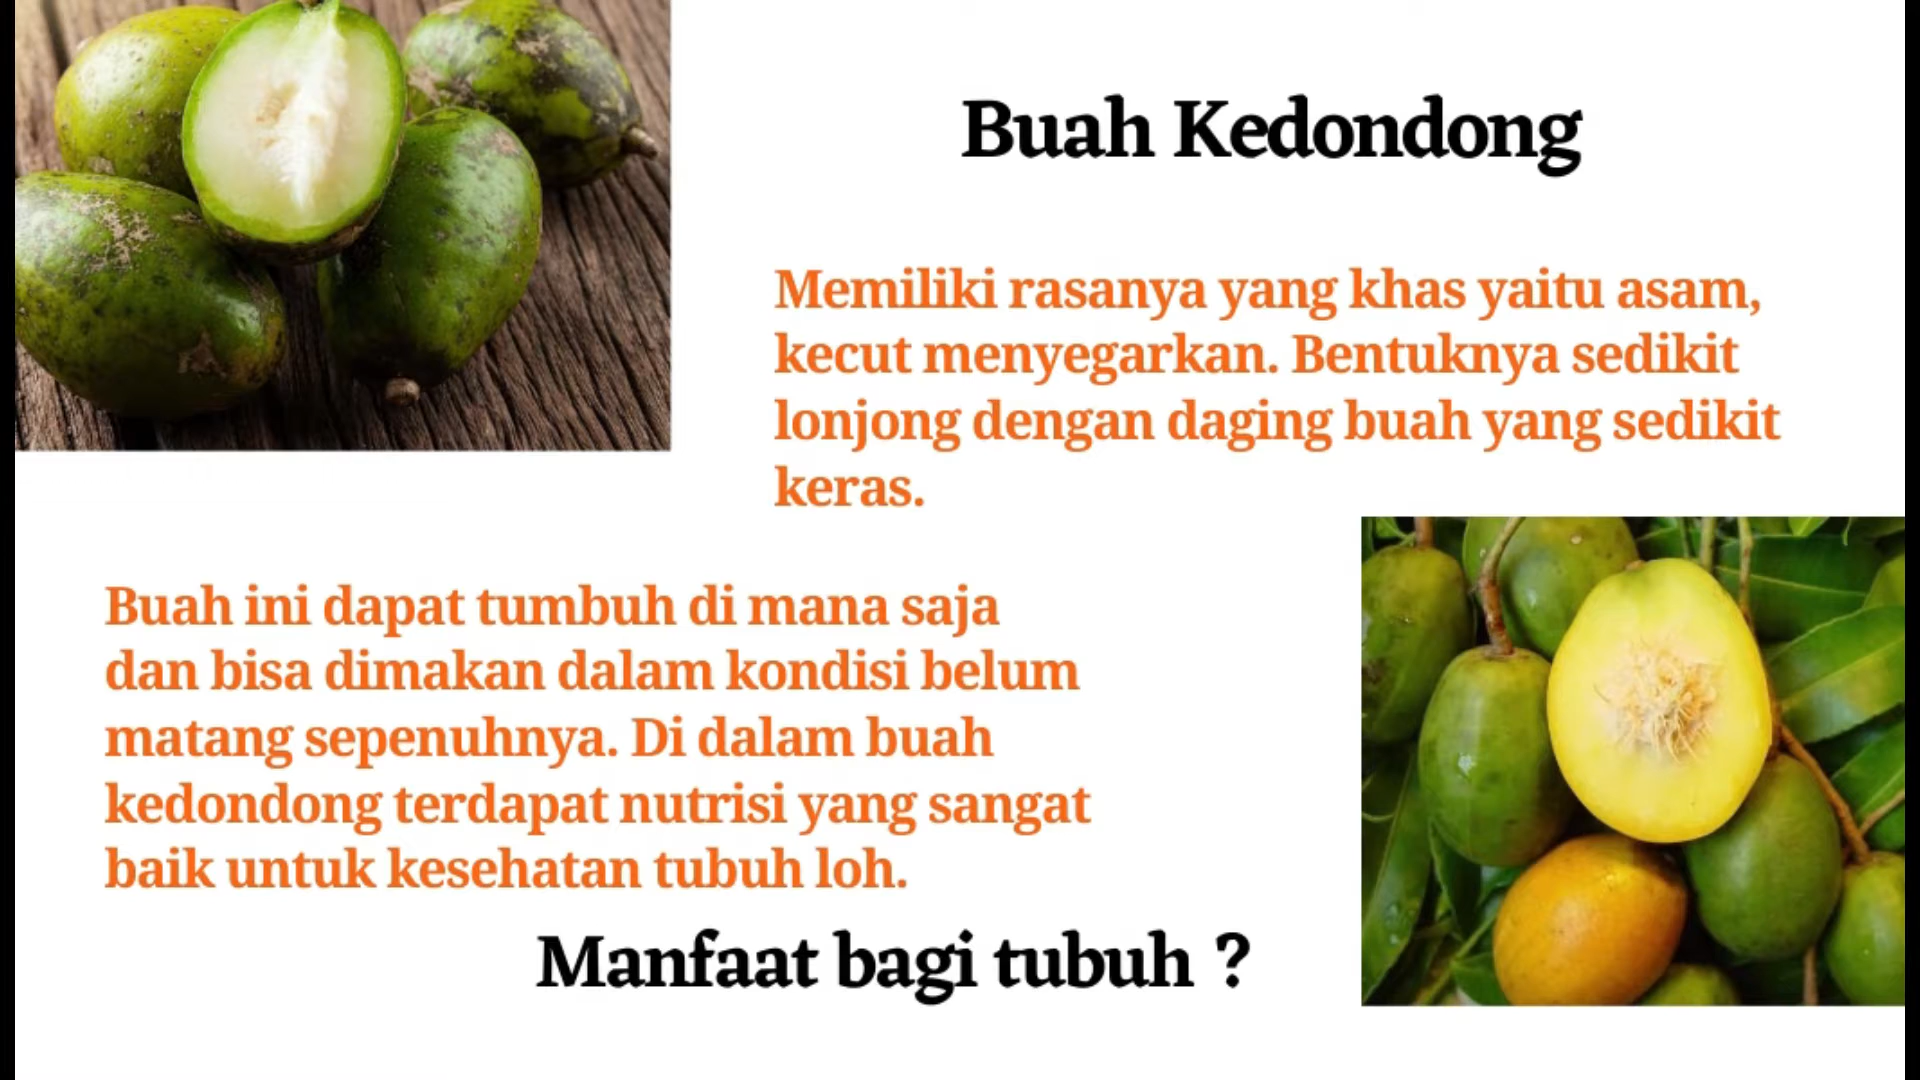 Buah Kedondong
Memiliki rasanya yang khas yaitu asam,
kecut menyegarkan. Bentuknya sedikit
lonjong dengan daging buah yang sedikit
keras.
Buah ini dapat tumbuh di mana saja
dan bisa dimakan dalam kondisi belum
matang sepenuhnya. Di dalam buah
kedondong terdapat nutrisi yang sangat
baik untuk kesehatan tubuh loh.
Manfaat bagi tubuh ?